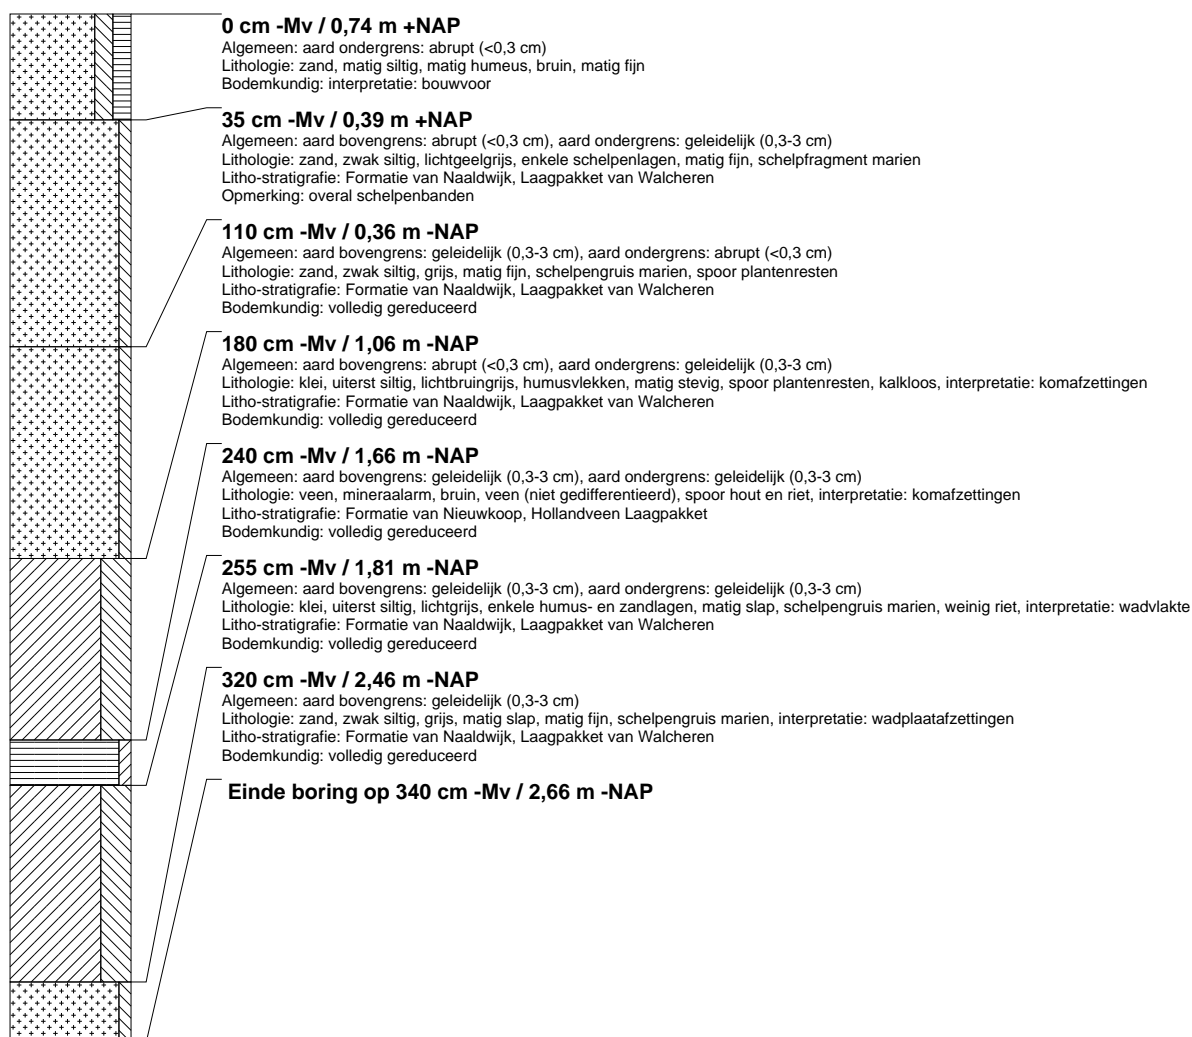 0 cm -Mv / 0,74 m +NAP
Algemeen: aard ondergrens: abrupt (<0,3 cm)
Lithologie: zand, matig siltig, matig humeus, bruin, matig fijn
Bodemkundig: interpretatie: bouwvoor
35 cm -Mv / 0,39 m +NAP
Algemeen: aard bovengrens: abrupt (<0,3 cm), aard ondergrens: geleidelijk (0,3-3 cm)
Lithologie: zand, zwak siltig, lichtgeelgrijs, enkele schelpenlagen, matig fijn, schelpfragment marien
Litho-stratigrafie: Formatie van Naaldwijk, Laagpakket van Walcheren
Opmerking: overal schelpenbanden
110 cm -Mv / 0,36 m -NAP
Algemeen: aard bovengrens: geleidelijk (0,3-3 cm), aard ondergrens: abrupt (<0,3 cm)
Lithologie: zand, zwak siltig, grijs, matig fijn, schelpengruis marien, spoor plantenresten
Litho-stratigrafie: Formatie van Naaldwijk, Laagpakket van Walcheren
Bodemkundig: volledig gereduceerd
180 cm -Mv / 1,06 m -NAP
Algemeen: aard bovengrens: abrupt (<0,3 cm), aard ondergrens: geleidelijk (0,3-3 cm)
Lithologie: klei, uiterst siltig, lichtbruingrijs, humusvlekken, matig stevig, spoor plantenresten, kalkloos, interpretatie: komafzettingen
Litho-stratigrafie: Formatie van Naaldwijk, Laagpakket van Walcheren
Bodemkundig: volledig gereduceerd
240 cm -Mv / 1,66 m -NAP
Algemeen: aard bovengrens: geleidelijk (0,3-3 cm), aard ondergrens: geleidelijk (0,3-3 cm)
Lithologie: veen, mineraalarm, bruin, veen (niet gedifferentieerd), spoor hout en riet, interpretatie: komafzettingen
Litho-stratigrafie: Formatie van Nieuwkoop, Hollandveen Laagpakket
Bodemkundig: volledig gereduceerd
255 cm -Mv / 1,81 m -NAP
Algemeen: aard bovengrens: geleidelijk (0,3-3 cm), aard ondergrens: geleidelijk (0,3-3 cm)
Lithologie: klei, uiterst siltig, lichtgrijs, enkele humus- en zandlagen, matig slap, schelpengruis marien, weinig riet, interpretatie: wadvlakte
Litho-stratigrafie: Formatie van Naaldwijk, Laagpakket van Walcheren
Bodemkundig: volledig gereduceerd
320 cm -Mv / 2,46 m -NAP
Algemeen: aard bovengrens: geleidelijk (0,3-3 cm)
Lithologie: zand, zwak siltig, grijs, matig slap, matig fijn, schelpengruis marien, interpretatie: wadplaatafzettingen
Litho-stratigrafie: Formatie van Naaldwijk, Laagpakket van Walcheren
Bodemkundig: volledig gereduceerd
Einde boring op 340 cm -Mv / 2,66 m -NAP